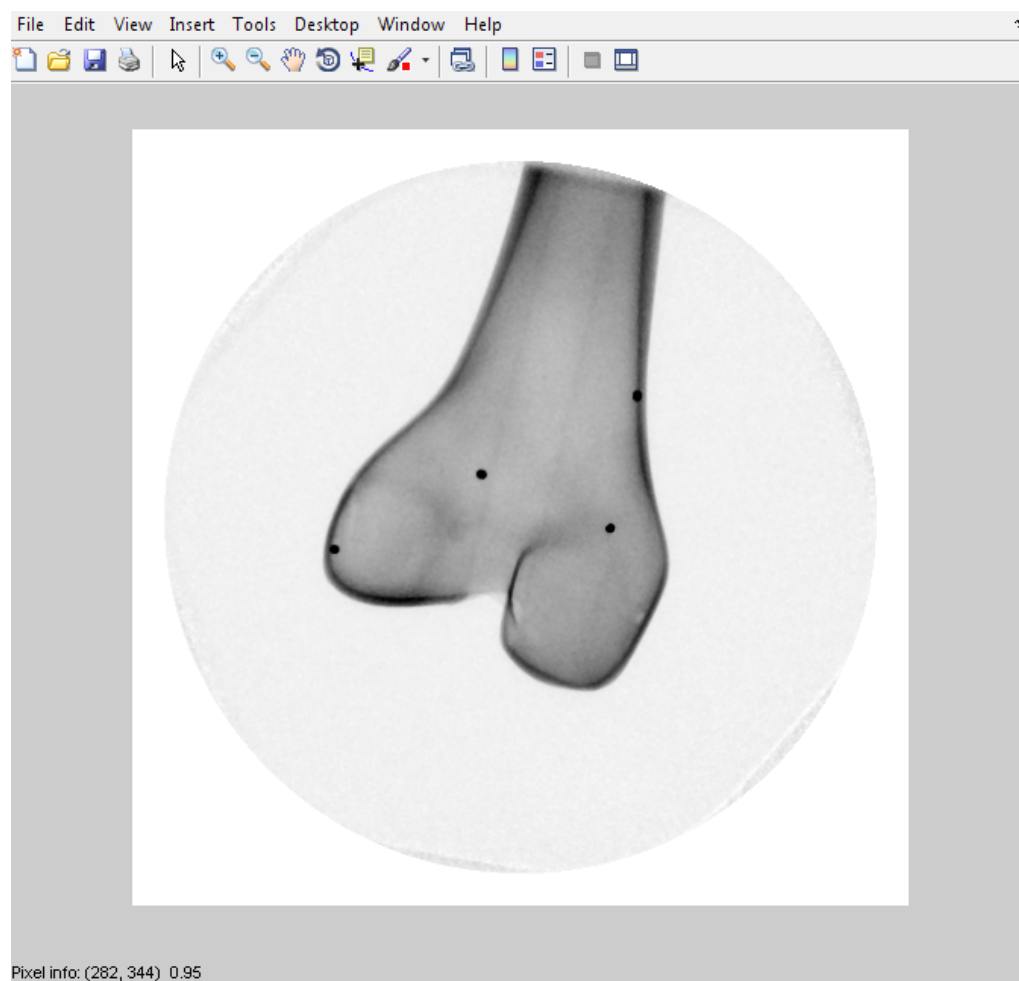 File Edit View Insert Tools Desktop Window Help
Pixel info: (282, 344) 0.95